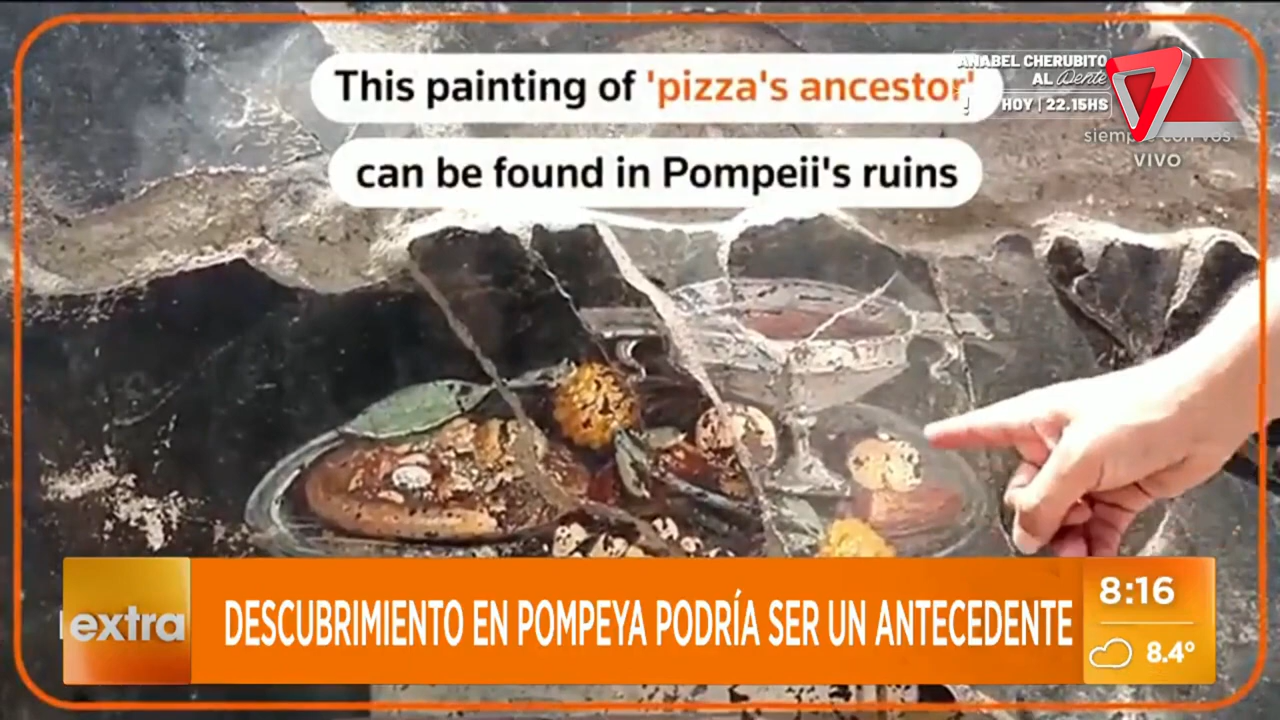 This painting of 'pizza's ancestor'
can be found in Pompeii's ruins
ANABEL CHERUBITO
AL Dente
! HOY | 22.15HS
siempre con vos
VIVO
extra
DESCUBRIMIENTO EN POMPEYA PODRÍA SER UN ANTECEDENTE
8:16
8.4°